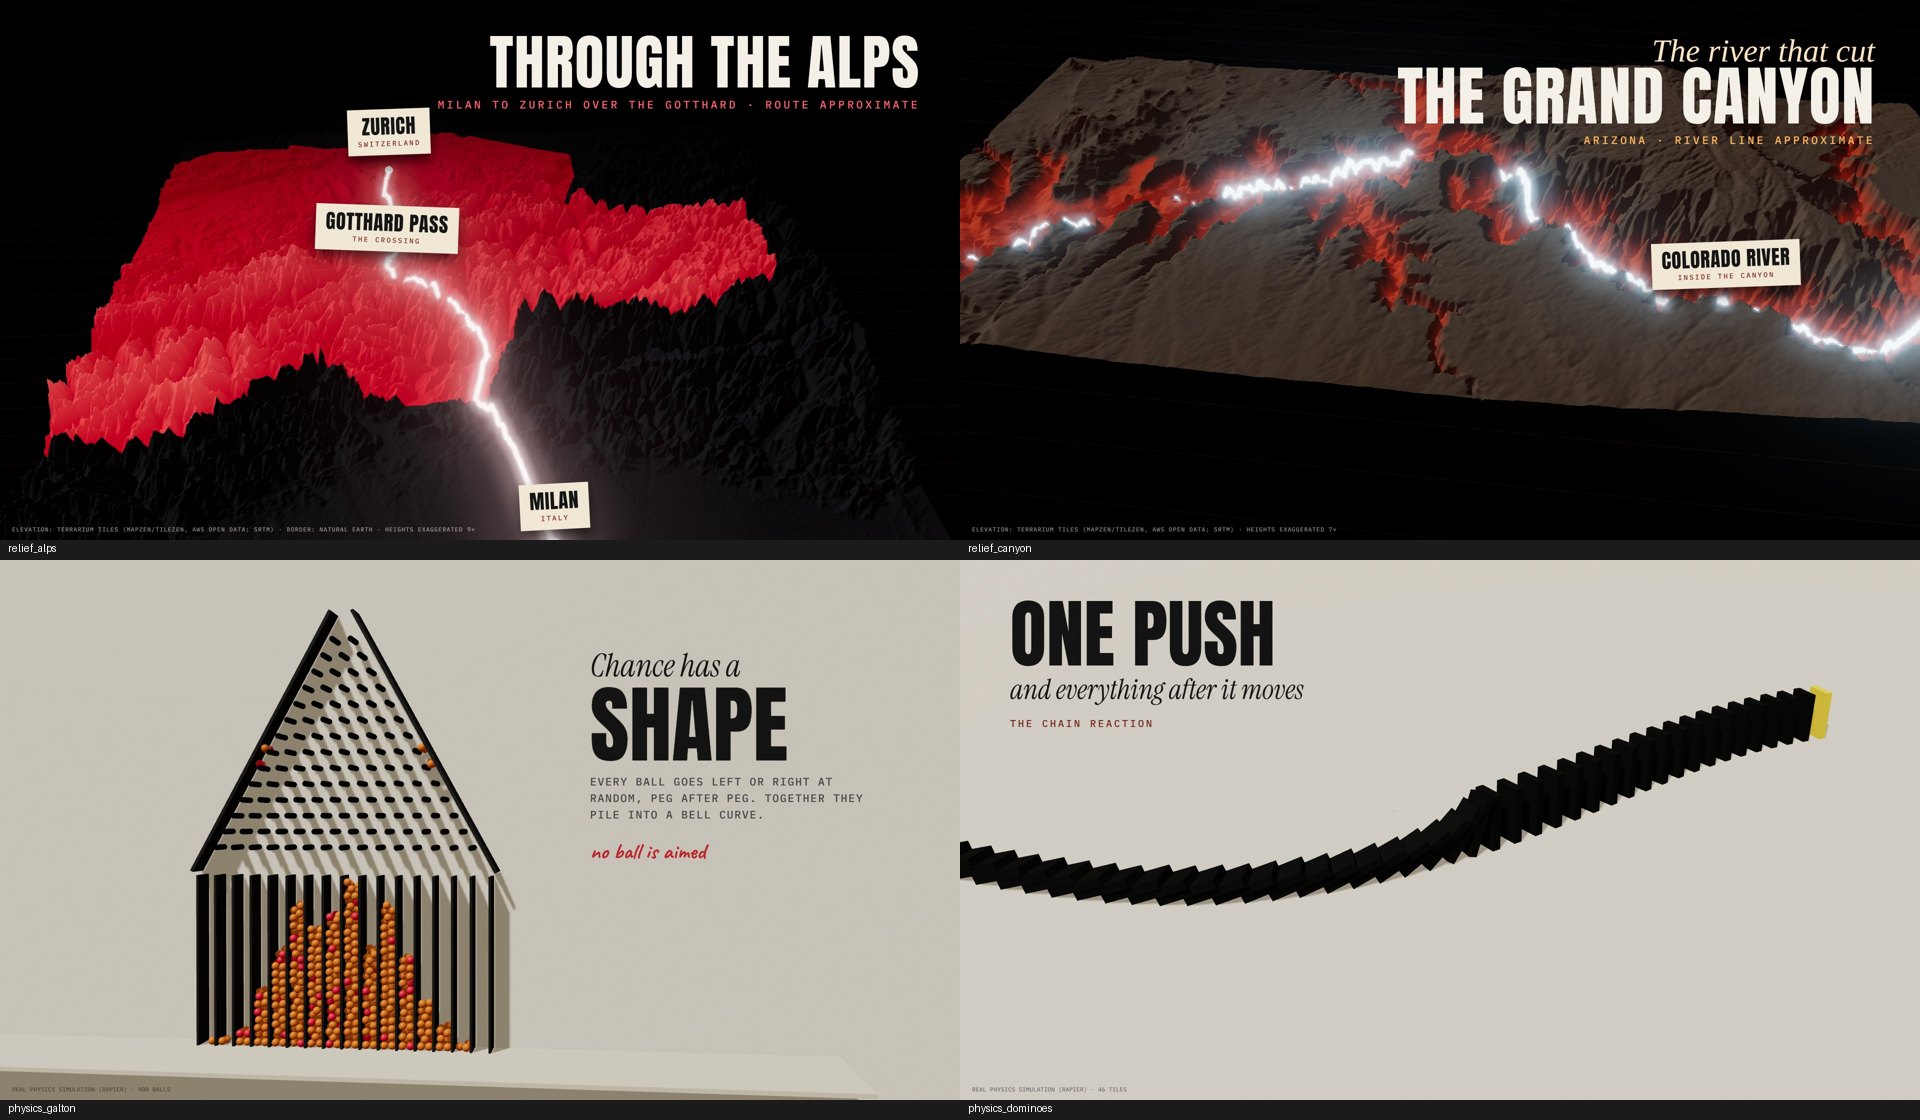 THROUGH THE ALPS
MILAN TO ZURICH OVER THE GOTTHARD · ROUTE APPROXIMATE
ZURICH
SWITZERLAND
GOTTHARD PASS
THE CROSSING
MILAN
ITALY
ELEVATION: TERRARIUM TILES (MAPZEN/TILEZEN, AWS OPEN DATA; SRTM) · BORDER: NATURAL EARTH · HEIGHTS EXAGGERATED 9×
relief_alps
The river that cut
THE GRAND CANYON
ARIZONA · RIVER LINE APPROXIMATE
COLORADO RIVER
INSIDE THE CANYON
ELEVATION: TERRARIUM TILES (MAPZEN/TILEZEN, AWS OPEN DATA; SRTM) · HEIGHTS EXAGGERATED 7×
relief_canyon
Chance has a
SHAPE
EVERY BALL GOES LEFT OR RIGHT AT
RANDOM, PEG AFTER PEG. TOGETHER THEY
PILE INTO A BELL CURVE.
no ball is aimed
REAL PHYSICS SIMULATION (RAPIER) · 900 BALLS
physics_galton
ONE PUSH
and everything after it moves
THE CHAIN REACTION
REAL PHYSICS SIMULATION (RAPIER) · 46 TILES
physics_dominoes